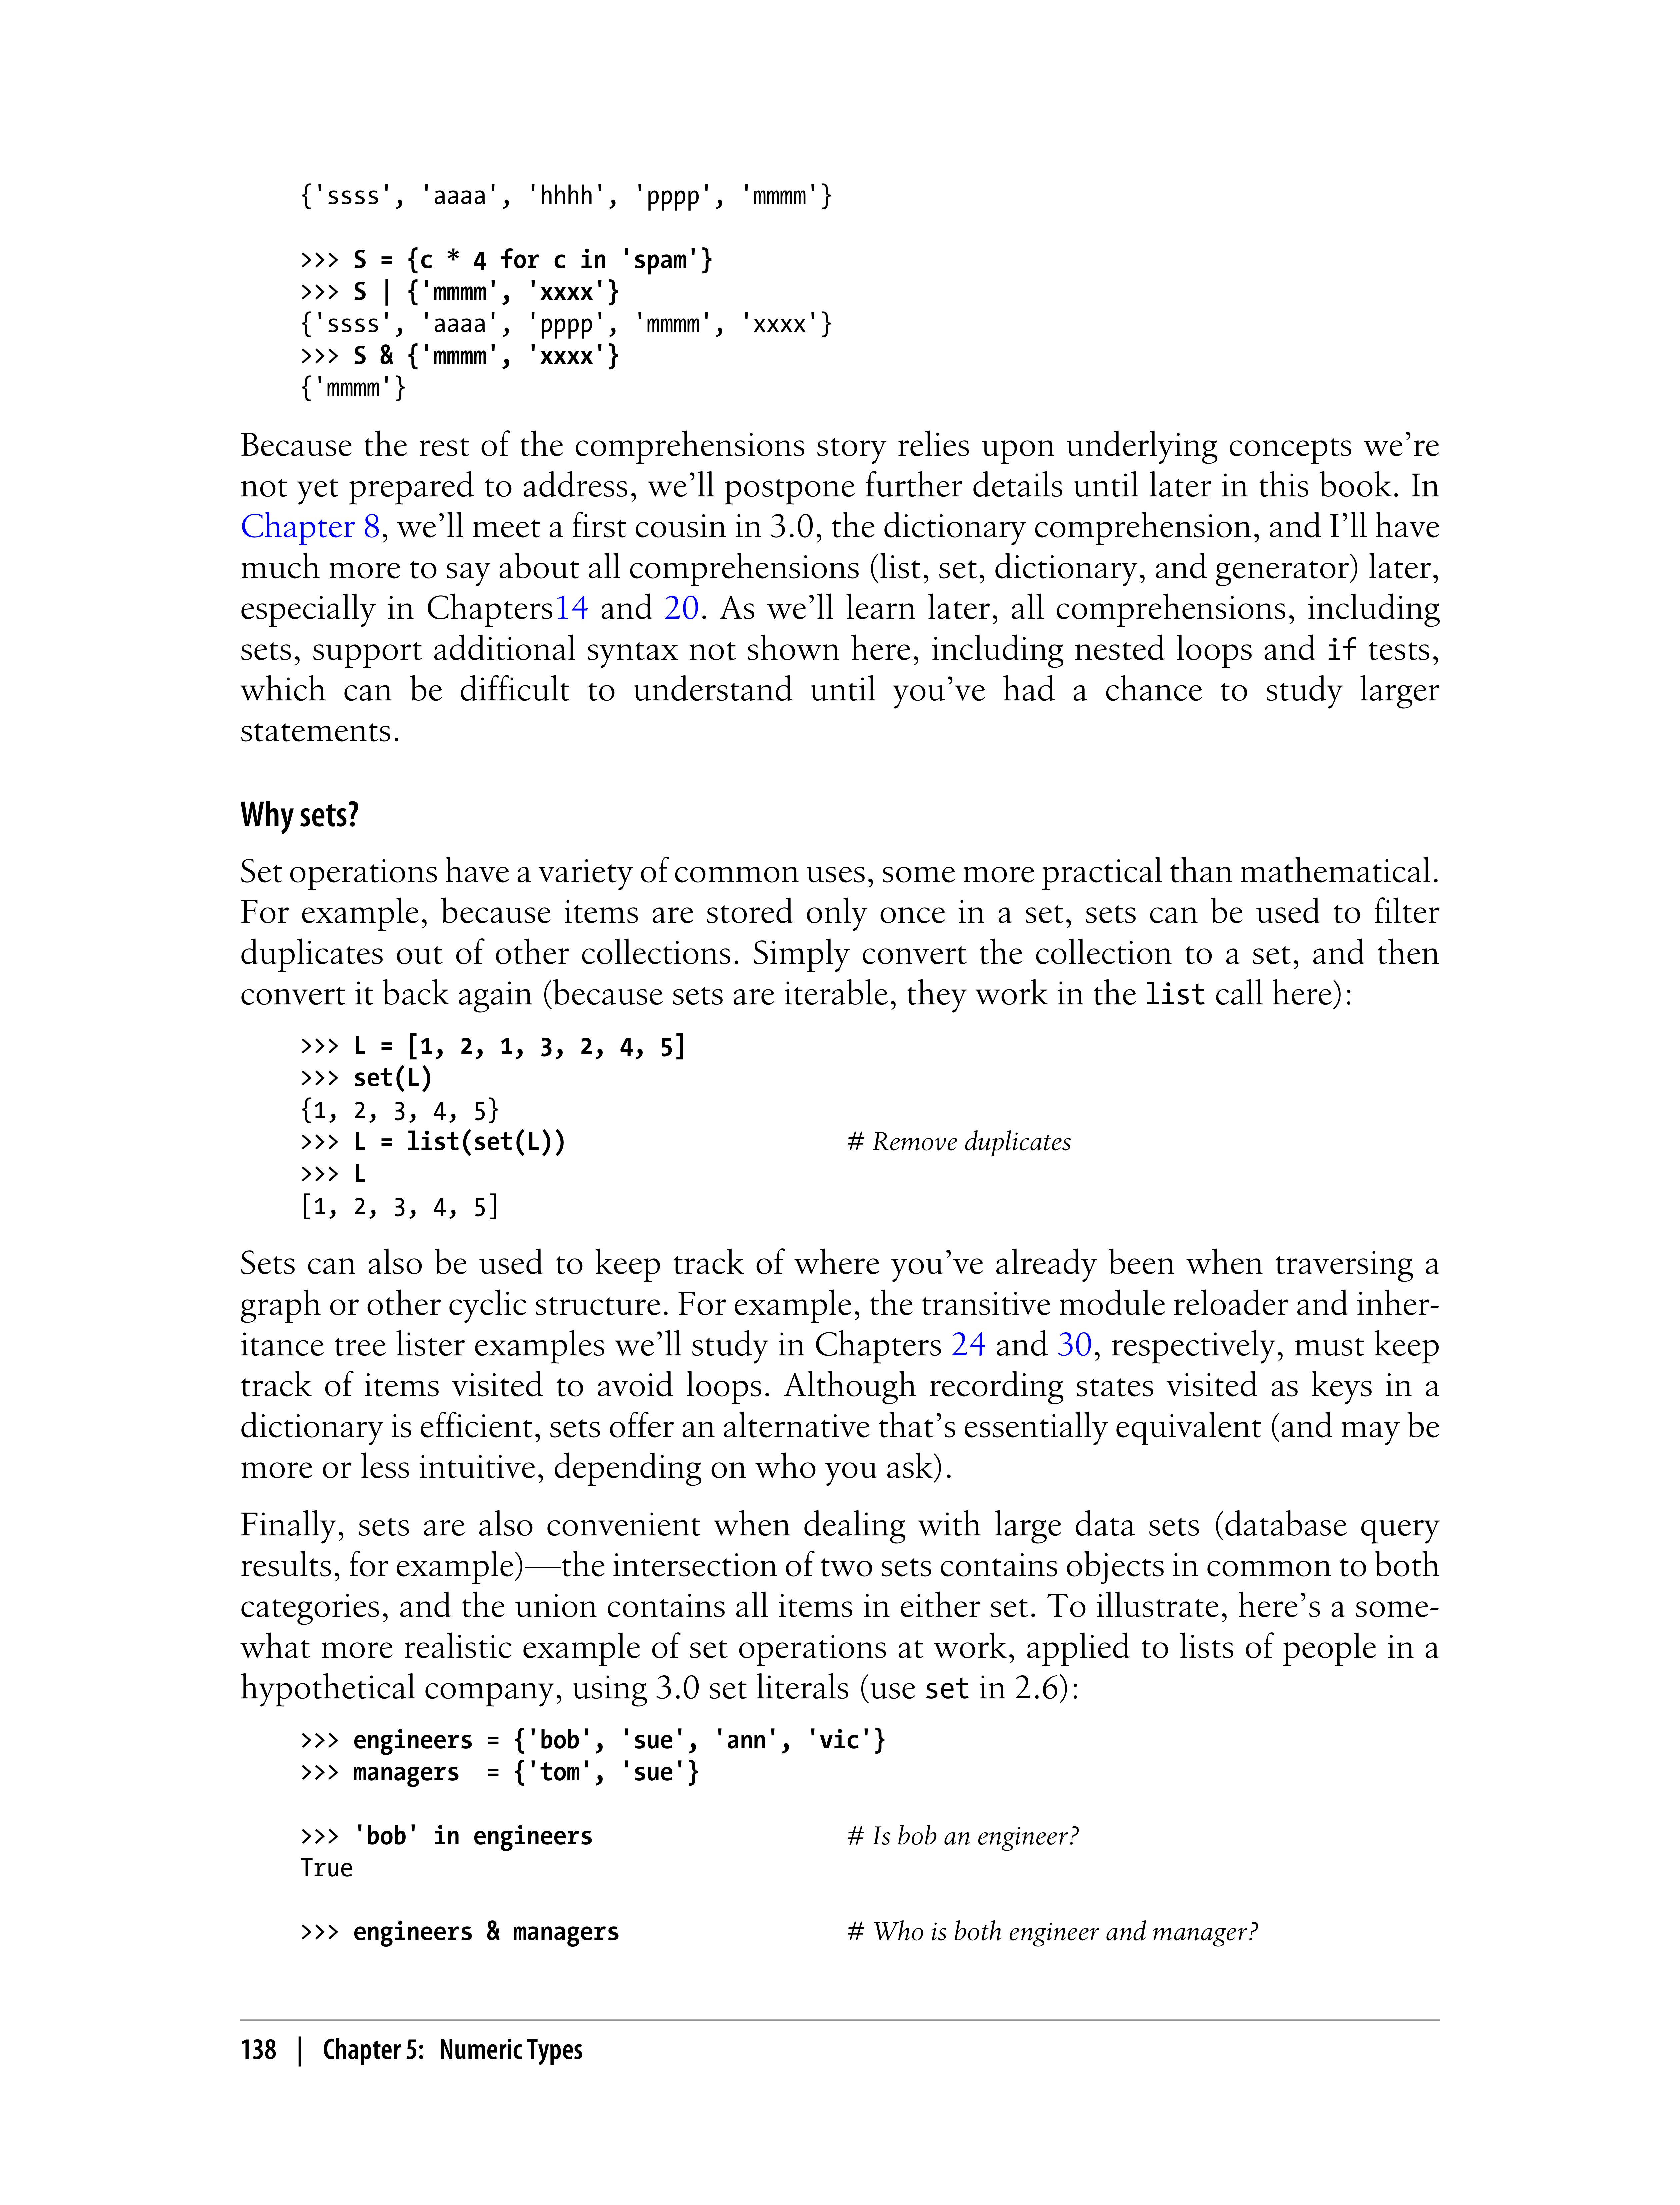 {'ssss', 'aaaa', 'hhhh', 'pppp', 'mmmm'}
>>> S = {c * 4 for c in 'spam'}
>>> S | {'mmmm', 'xxxx'}
{'ssss', 'aaaa', 'pppp', 'mmmm', 'xxxx'}
>>> S & {'mmmm', 'xxxx'}
{'mmmm'}
Because the rest of the comprehensions story relies upon underlying concepts we’re
not yet prepared to address, we’ll postpone further details until later in this book. In
Chapter 8, we’ll meet a first cousin in 3.0, the dictionary comprehension, and I’ll have
much more to say about all comprehensions (list, set, dictionary, and generator) later,
especially in Chapters14 and 20. As we’ll learn later, all comprehensions, including
sets, support additional syntax not shown here, including nested loops and if tests,
which can be difficult to understand until you’ve had a chance to study larger
statements.
Why sets?
Set operations have a variety of common uses, some more practical than mathematical.
For example, because items are stored only once in a set, sets can be used to filter
duplicates out of other collections. Simply convert the collection to a set, and then
convert it back again (because sets are iterable, they work in the list call here):
>>> L = [1, 2, 1, 3, 2, 4, 5]
>>> set(L)
{1, 2, 3, 4, 5}
>>> L = list(set(L)) # Remove duplicates
>>> L
[1, 2, 3, 4, 5]
Sets can also be used to keep track of where you’ve already been when traversing a
graph or other cyclic structure. For example, the transitive module reloader and inher-
itance tree lister examples we’ll study in Chapters 24 and 30, respectively, must keep
track of items visited to avoid loops. Although recording states visited as keys in a
dictionary is efficient, sets offer an alternative that’s essentially equivalent (and may be
more or less intuitive, depending on who you ask).
Finally, sets are also convenient when dealing with large data sets (database query
results, for example)—the intersection of two sets contains objects in common to both
categories, and the union contains all items in either set. To illustrate, here’s a some-
what more realistic example of set operations at work, applied to lists of people in a
hypothetical company, using 3.0 set literals (use set in 2.6):
>>> engineers = {'bob', 'sue', 'ann', 'vic'}
>>> managers  = {'tom', 'sue'}
>>> 'bob' in engineers # Is bob an engineer?
True
>>> engineers & managers # Who is both engineer and manager?
138 | Chapter 5: Numeric Types